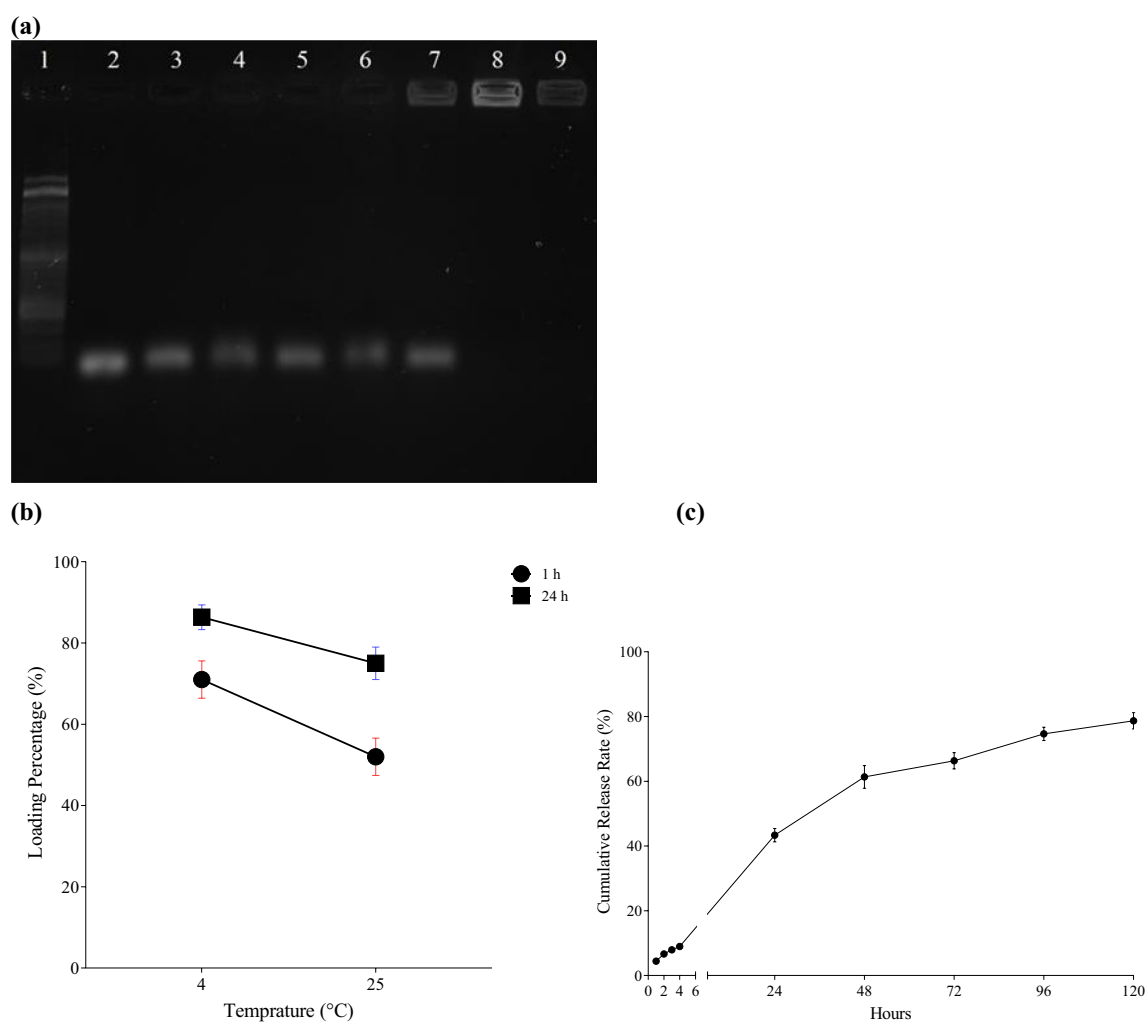 (a)
1 2 3 4 5 6 7 8 9
(b)
(c)
100
80
60
40
20
0
Loading Percentage (%)
4 25
Temprature (°C)
1 h
24 h
100
80
60
40
20
0
Cumulative Release Rate (%)
0 2 4 6 24 48 72 96 120
Hours